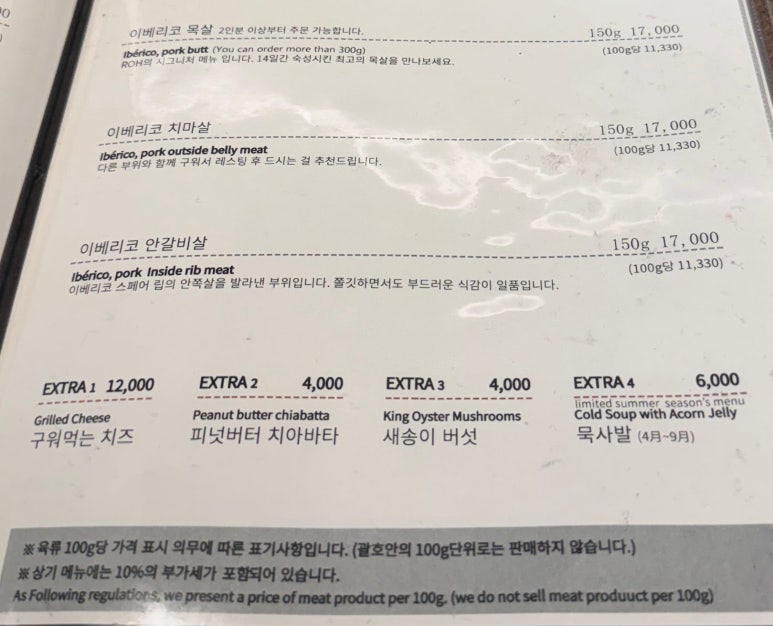 이베리코 목살 2인분 이상부터 주문 가능합니다. 150g 17,000
Ibérico, pork butt (You can order more than 300g) (100g당 11,330)
ROH의 시그니처 메뉴 입니다. 14일간 숙성시킨 최고의 목살을 만나보세요.
이베리코 치마살 150g 17,000
Ibérico, pork outside belly meat (100g당 11,330)
다른 부위와 함께 구워서 레스팅 후 드시는 걸 추천드립니다.
이베리코 안갈비살 150g 17,000
Ibérico, pork Inside rib meat (100g당 11,330)
이베리코 스페어 립의 안쪽살을 발라낸 부위입니다. 쫄깃하면서도 부드러운 식감이 일품입니다.
EXTRA 1 12,000
Grilled Cheese
구워먹는 치즈
EXTRA 2 4,000
Peanut butter chiabatta
피넛버터 치아바타
EXTRA 3 4,000
King Oyster Mushrooms
새송이 버섯
EXTRA 4 6,000
limited summer season's menu
Cold Soup with Acorn Jelly
묵사발 (4月~9月)
※ 육류 100g당 가격 표시 의무에 따른 표기사항입니다. (괄호안의 100g단위로는 판매하지 않습니다.)
※ 상기 메뉴에는 10%의 부가세가 포함되어 있습니다.
As Following regulations, we present a price of meat product per 100g. (we do not sell meat produuct per 100g)